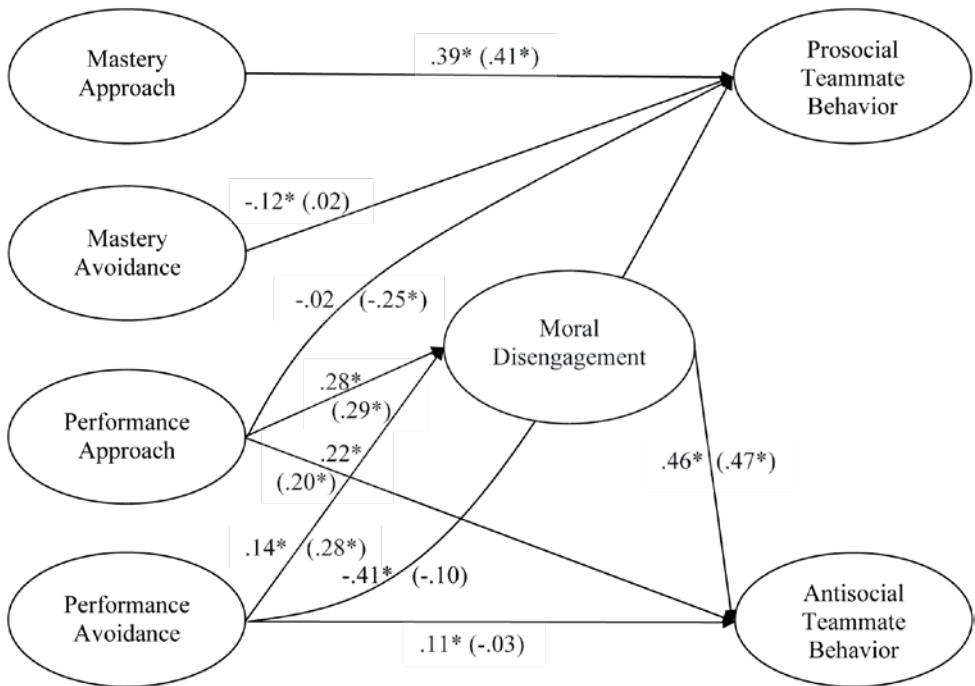 Mastery
Approach
.39* (.41*)
Prosocial
Teammate
Behavior
Mastery
Avoidance
-.12* (.02)
-.02 (-.25*)
Moral
Disengagement
Performance
Approach
.28*
(.29*)
.22*
(.20*)
.46* (.47*)
Performance
Avoidance
.14* (.28*)
-.41* (-.10)
.11* (-.03)
Antisocial
Teammate
Behavior